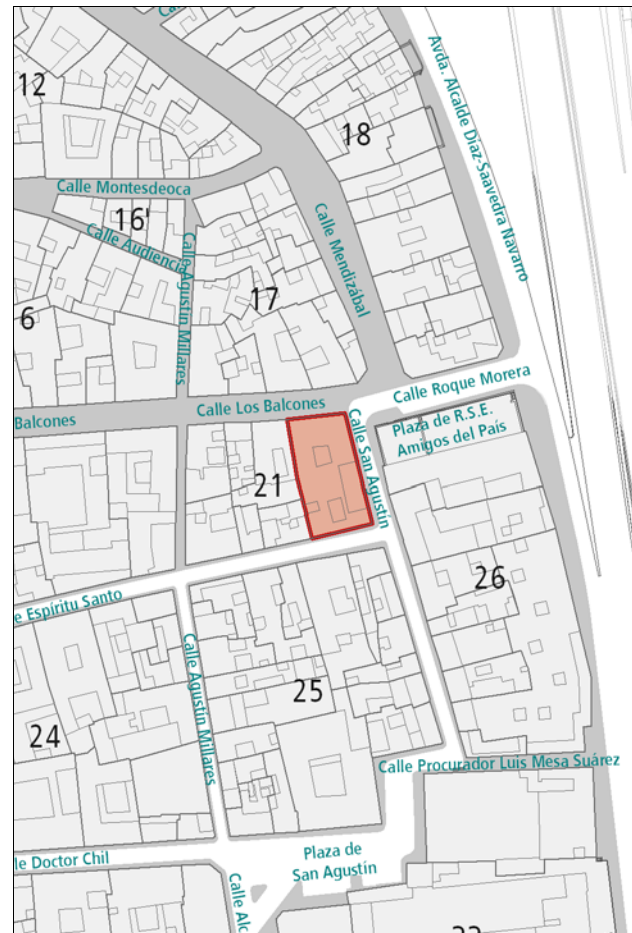 Ca
12
Avda. Alcalde Díaz-Saavedra Navarro
18
Calle Montesdeoca
16'
Calle Audiencia
Calle Agustín Millares
Calle Mendizábal
17
6
Calle Roque Morera
Calle Los Balcones
Balcones
Plaza de R.S.E.
Amigos del País
Calle San Agustín
21
26
e Espíritu Santo
Calle Agustín Millares
25
24
Calle Procurador Luis Mesa Suárez
le Doctor Chil
Plaza de
San Agustín
Calle Alc